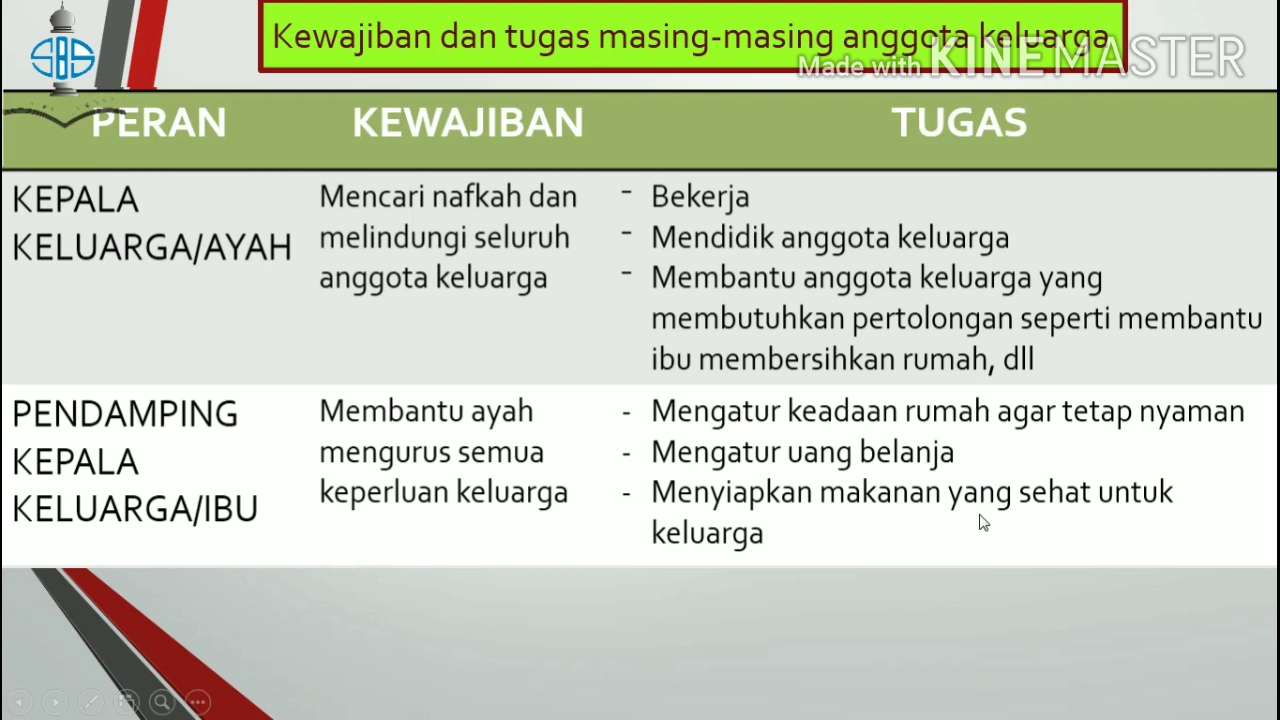 Kewajiban dan tugas masing-masing anggota keluarga
Made with KINEMASTER
SBS
PERAN KEWAJIBAN TUGAS
KEPALA
KELUARGA/AYAH
Mencari nafkah dan
melindungi seluruh
anggota keluarga
- Bekerja
- Mendidik anggota keluarga
- Membantu anggota keluarga yang
membutuhkan pertolongan seperti membantu
ibu membersihkan rumah, dll
PENDAMPING
KEPALA
KELUARGA/IBU
Membantu ayah
mengurus semua
keperluan keluarga
- Mengatur keadaan rumah agar tetap nyaman
- Mengatur uang belanja
- Menyiapkan makanan yang sehat untuk
keluarga